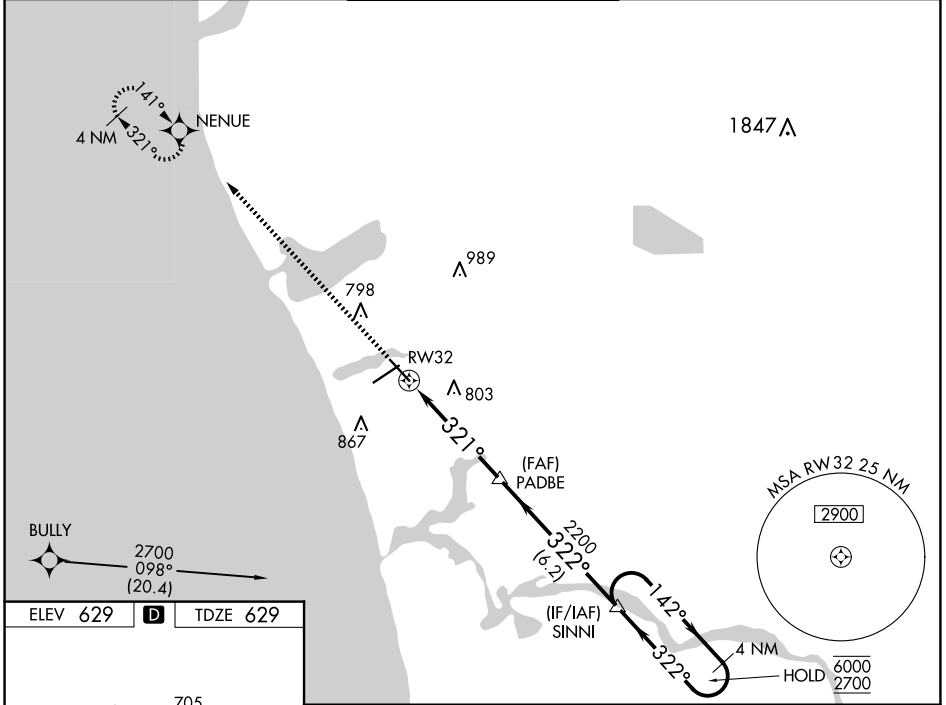 141°
NENUE
4 NM
321°
1847
989
798
RW32
803
867
321°
(FAF)
PADBE
MSA RW32 25 NM
2900
BULLY
2700
098°
(20.4)
2200
322°
(6.2)
142°
(IF/IAF)
SINNI
322°
4 NM
HOLD
6000
2700
ELEV 629 D TDZE 629
705